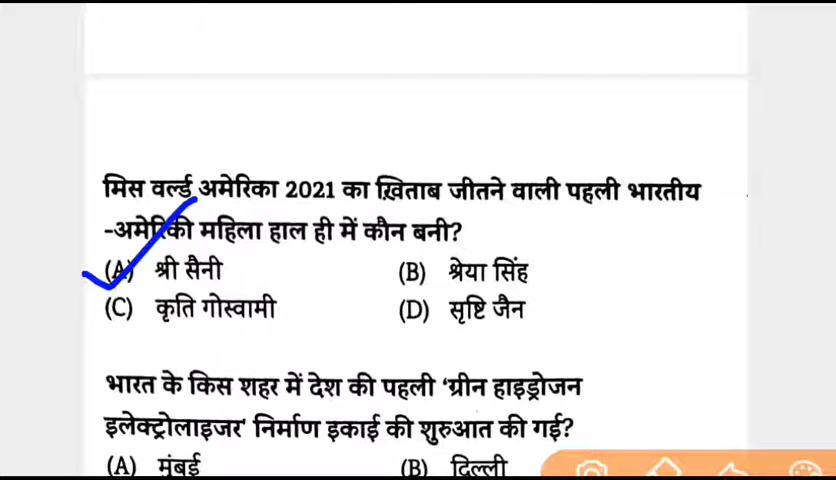 मिस वर्ल्ड अमेरिका 2021 का ख़िताब जीतने वाली पहली भारतीय
-अमेरिकी महिला हाल ही में कौन बनी?
(A) श्री सैनी (B) श्रेया सिंह
(C) कृति गोस्वामी (D) सृष्टि जैन
भारत के किस शहर में देश की पहली 'ग्रीन हाइड्रोजन
इलेक्ट्रोलाइजर' निर्माण इकाई की शुरुआत की गई?
(A) मुंबई (B) दिल्ली